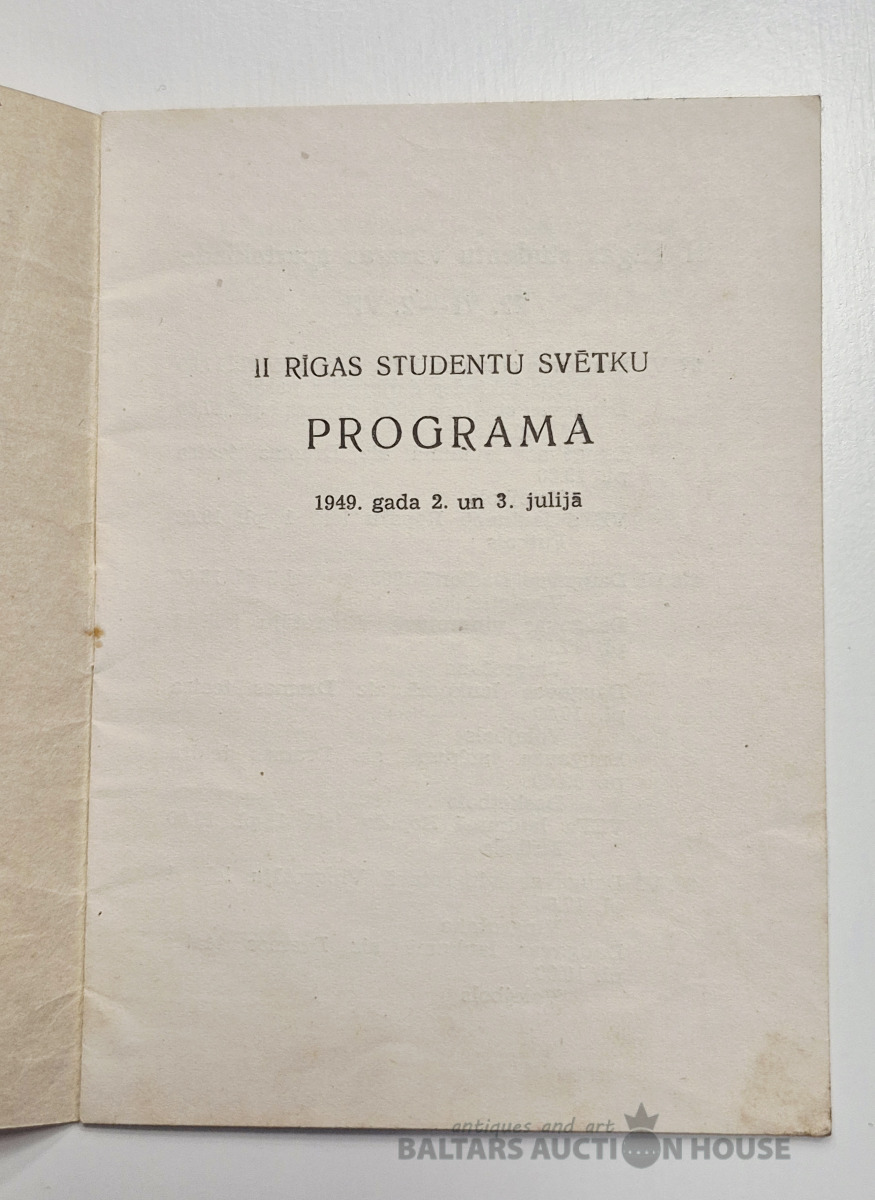 II RĪGAS STUDENTU SVĒTKU
PROGRAMA
1949. gada 2. un 3. julijā
antiques and art
BALTARS AUCTION HOUSE